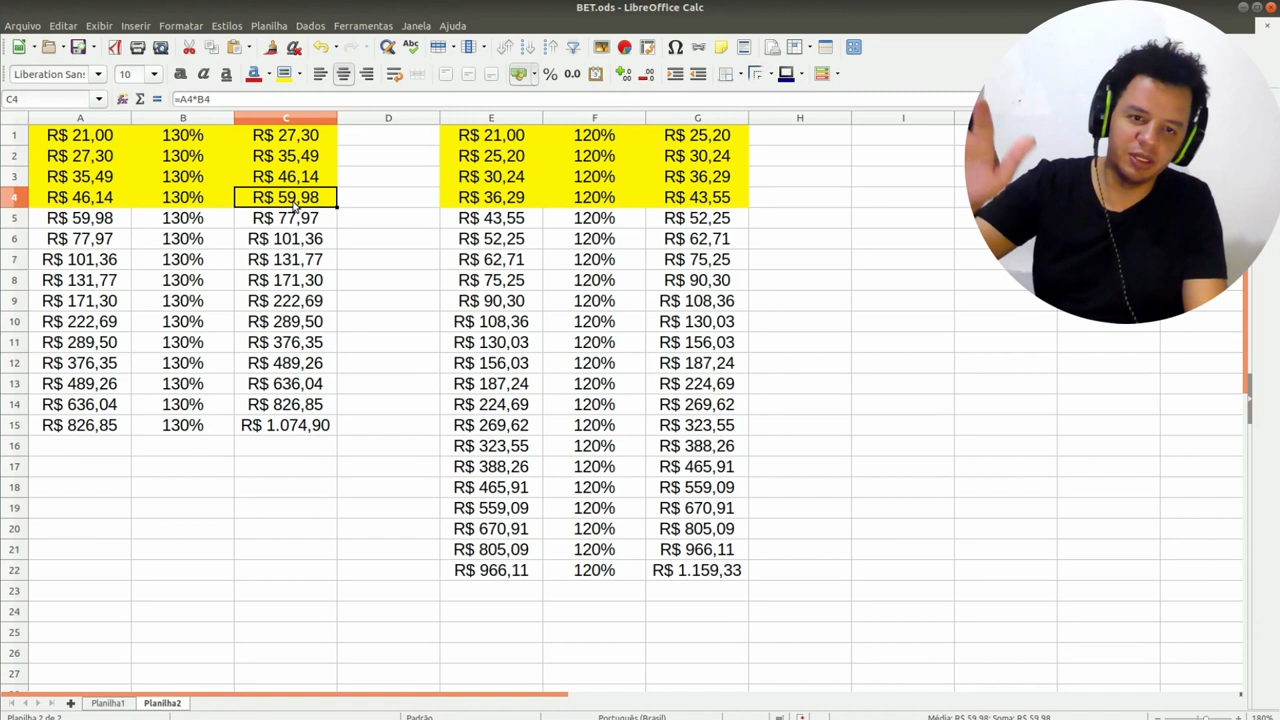 BET.ods - LibreOffice Calc
Arquivo Editar Exibir Inserir Formatar Estilos Planilha Dados Ferramentas Janela Ajuda
Liberation Sans 10
C4 =A4*B4
A B C D E F G H I
1 R$ 21,00 130% R$ 27,30 R$ 21,00 120% R$ 25,20
2 R$ 27,30 130% R$ 35,49 R$ 25,20 120% R$ 30,24
3 R$ 35,49 130% R$ 46,14 R$ 30,24 120% R$ 36,29
4 R$ 46,14 130% R$ 59,98 R$ 36,29 120% R$ 43,55
5 R$ 59,98 130% R$ 77,97 R$ 43,55 120% R$ 52,25
6 R$ 77,97 130% R$ 101,36 R$ 52,25 120% R$ 62,71
7 R$ 101,36 130% R$ 131,77 R$ 62,71 120% R$ 75,25
8 R$ 131,77 130% R$ 171,30 R$ 75,25 120% R$ 90,30
9 R$ 171,30 130% R$ 222,69 R$ 90,30 120% R$ 108,36
10 R$ 222,69 130% R$ 289,50 R$ 108,36 120% R$ 130,03
11 R$ 289,50 130% R$ 376,35 R$ 130,03 120% R$ 156,03
12 R$ 376,35 130% R$ 489,26 R$ 156,03 120% R$ 187,24
13 R$ 489,26 130% R$ 636,04 R$ 187,24 120% R$ 224,69
14 R$ 636,04 130% R$ 826,85 R$ 224,69 120% R$ 269,62
15 R$ 826,85 130% R$ 1.074,90 R$ 269,62 120% R$ 323,55
16 R$ 323,55 120% R$ 388,26
17 R$ 388,26 120% R$ 465,91
18 R$ 465,91 120% R$ 559,09
19 R$ 559,09 120% R$ 670,91
20 R$ 670,91 120% R$ 805,09
21 R$ 805,09 120% R$ 966,11
22 R$ 966,11 120% R$ 1.159,33
23
24
25
26
27
Planilha1 Planilha2
Planilha 2 de 2 Padrão Português (Brasil) Média: R$ 59,98; Soma: R$ 59,98 180%